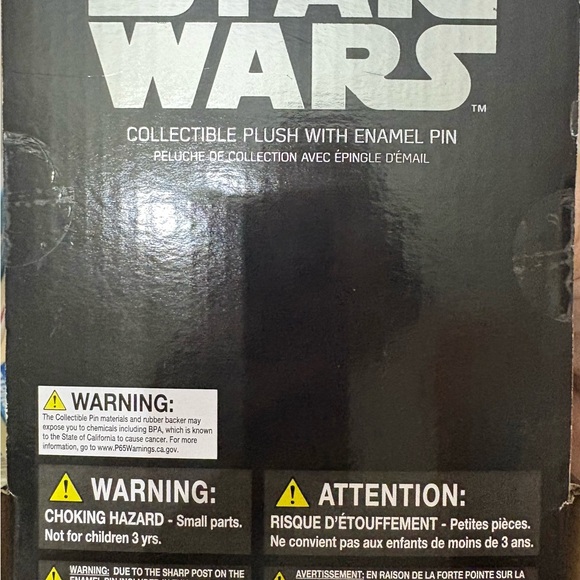 STAR
WARS™
COLLECTIBLE PLUSH WITH ENAMEL PIN
PELUCHE DE COLLECTION AVEC ÉPINGLE D'ÉMAIL
⚠ WARNING:
The Collectible Pin materials and rubber backer may
expose you to chemicals including BPA, which is known
to the State of California to cause cancer. For more
information, go to www.P65Warnings.ca.gov.
⚠ WARNING:
CHOKING HAZARD - Small parts.
Not for children 3 yrs.
⚠ ATTENTION:
RISQUE D'ÉTOUFFEMENT - Petites pièces.
Ne convient pas aux enfants de moins de 3 ans.
WARNING: DUE TO THE SHARP POST ON THE
ENAMEL PIN
AVERTISSEMENT: EN RAISON DE LA FORTE POINTE SUR LA